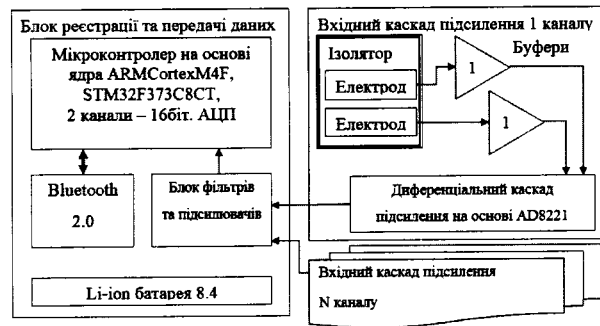 Блок реєстрації та передачі даних
Мікроконтролер на основі
ядра ARMCortexM4F,
STM32F373C8CT,
2 канали – 16біт. АЦП
Bluetooth
2.0
Блок фільтрів
та підсилювачів
Li-ion батарея 8.4
Вхідний каскад підсилення 1 каналу
Ізолятор
Електрод
Електрод
1
1
Буфери
Диференціальний каскад
підсилення на основі AD8221
Вхідний каскад підсилення
N каналу